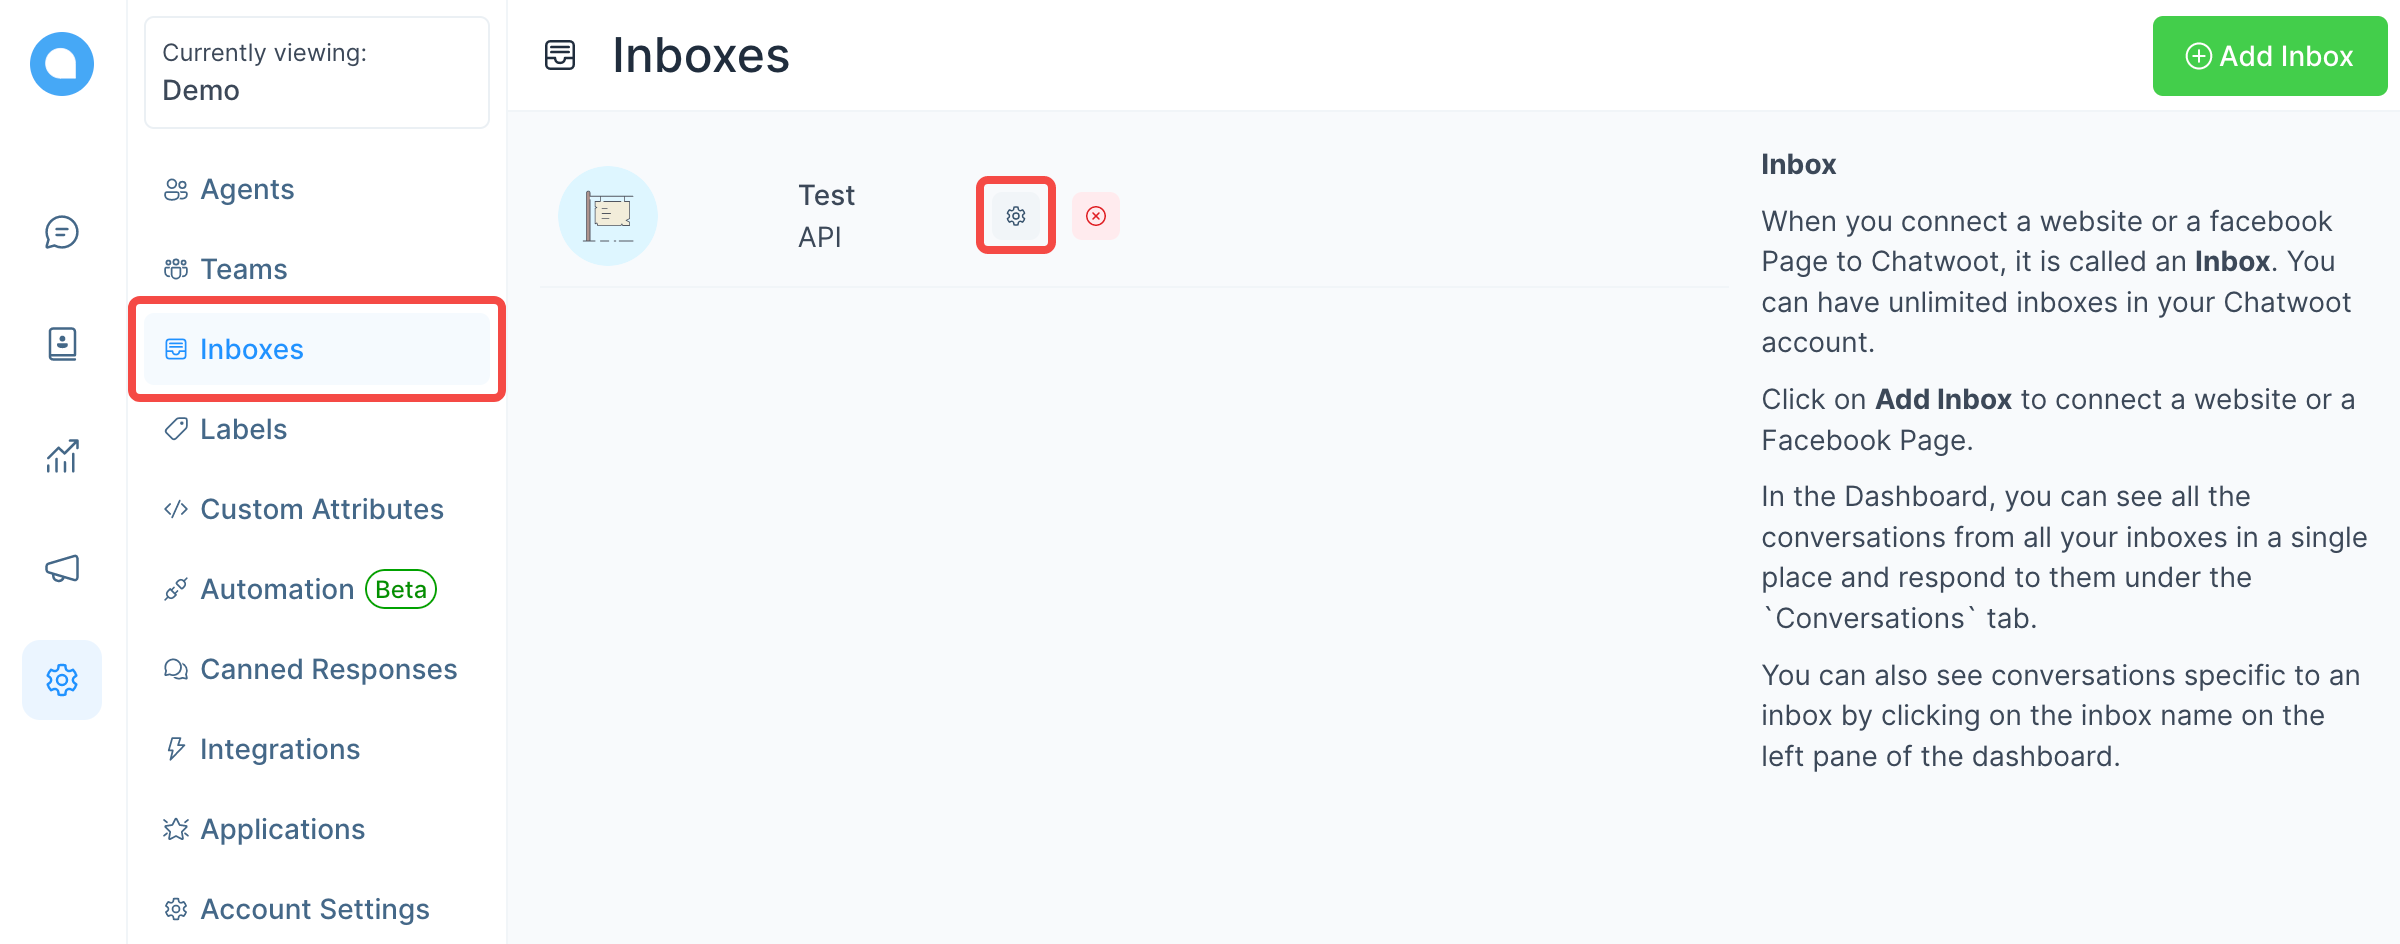 Currently viewing:
Demo
Agents
Teams
Inboxes
Labels
Custom Attributes
Automation Beta
Canned Responses
Integrations
Applications
Account Settings
Inboxes
Add Inbox
Test
API
Inbox
When you connect a website or a facebook
Page to Chatwoot, it is called an Inbox. You
can have unlimited inboxes in your Chatwoot
account.
Click on Add Inbox to connect a website or a
Facebook Page.
In the Dashboard, you can see all the
conversations from all your inboxes in a single
place and respond to them under the
`Conversations` tab.
You can also see conversations specific to an
inbox by clicking on the inbox name on the
left pane of the dashboard.